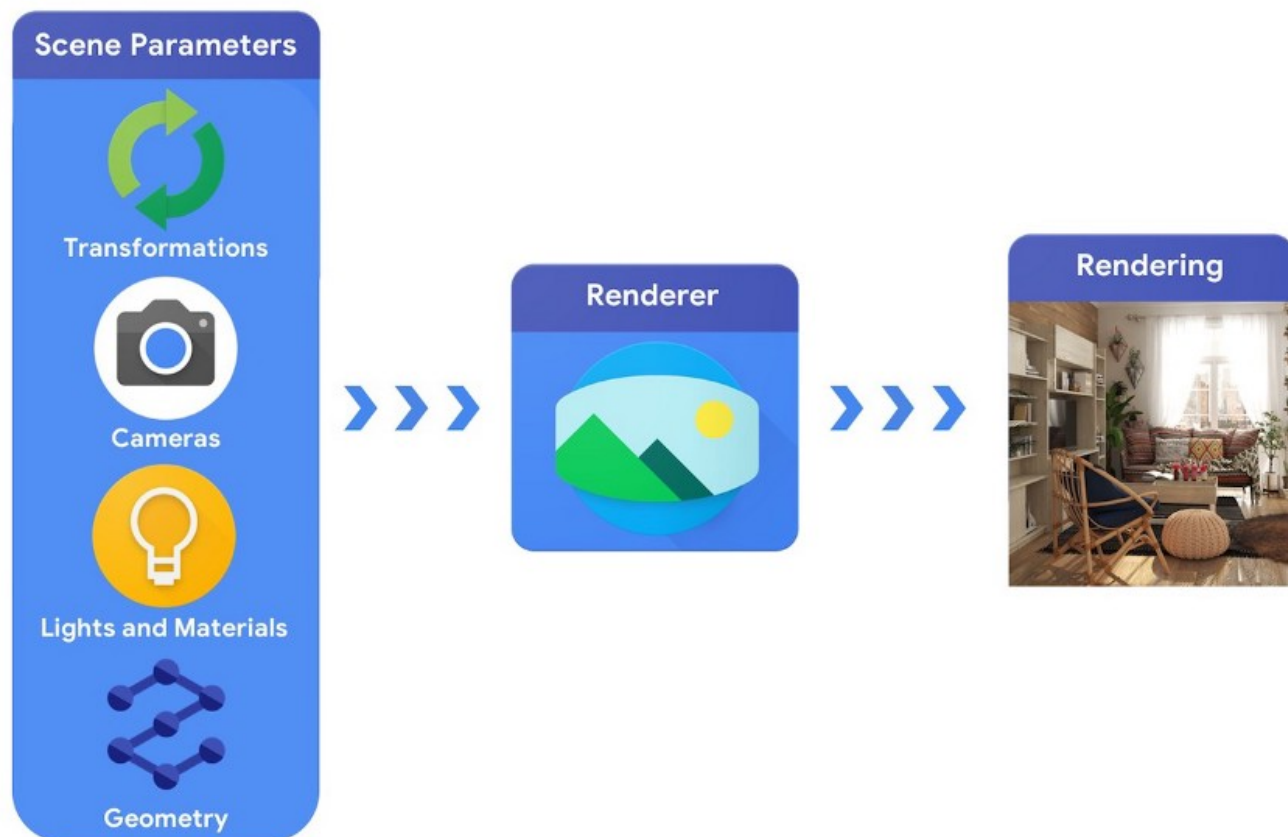 Scene Parameters
Transformations
Cameras
Lights and Materials
Geometry
Renderer
Rendering